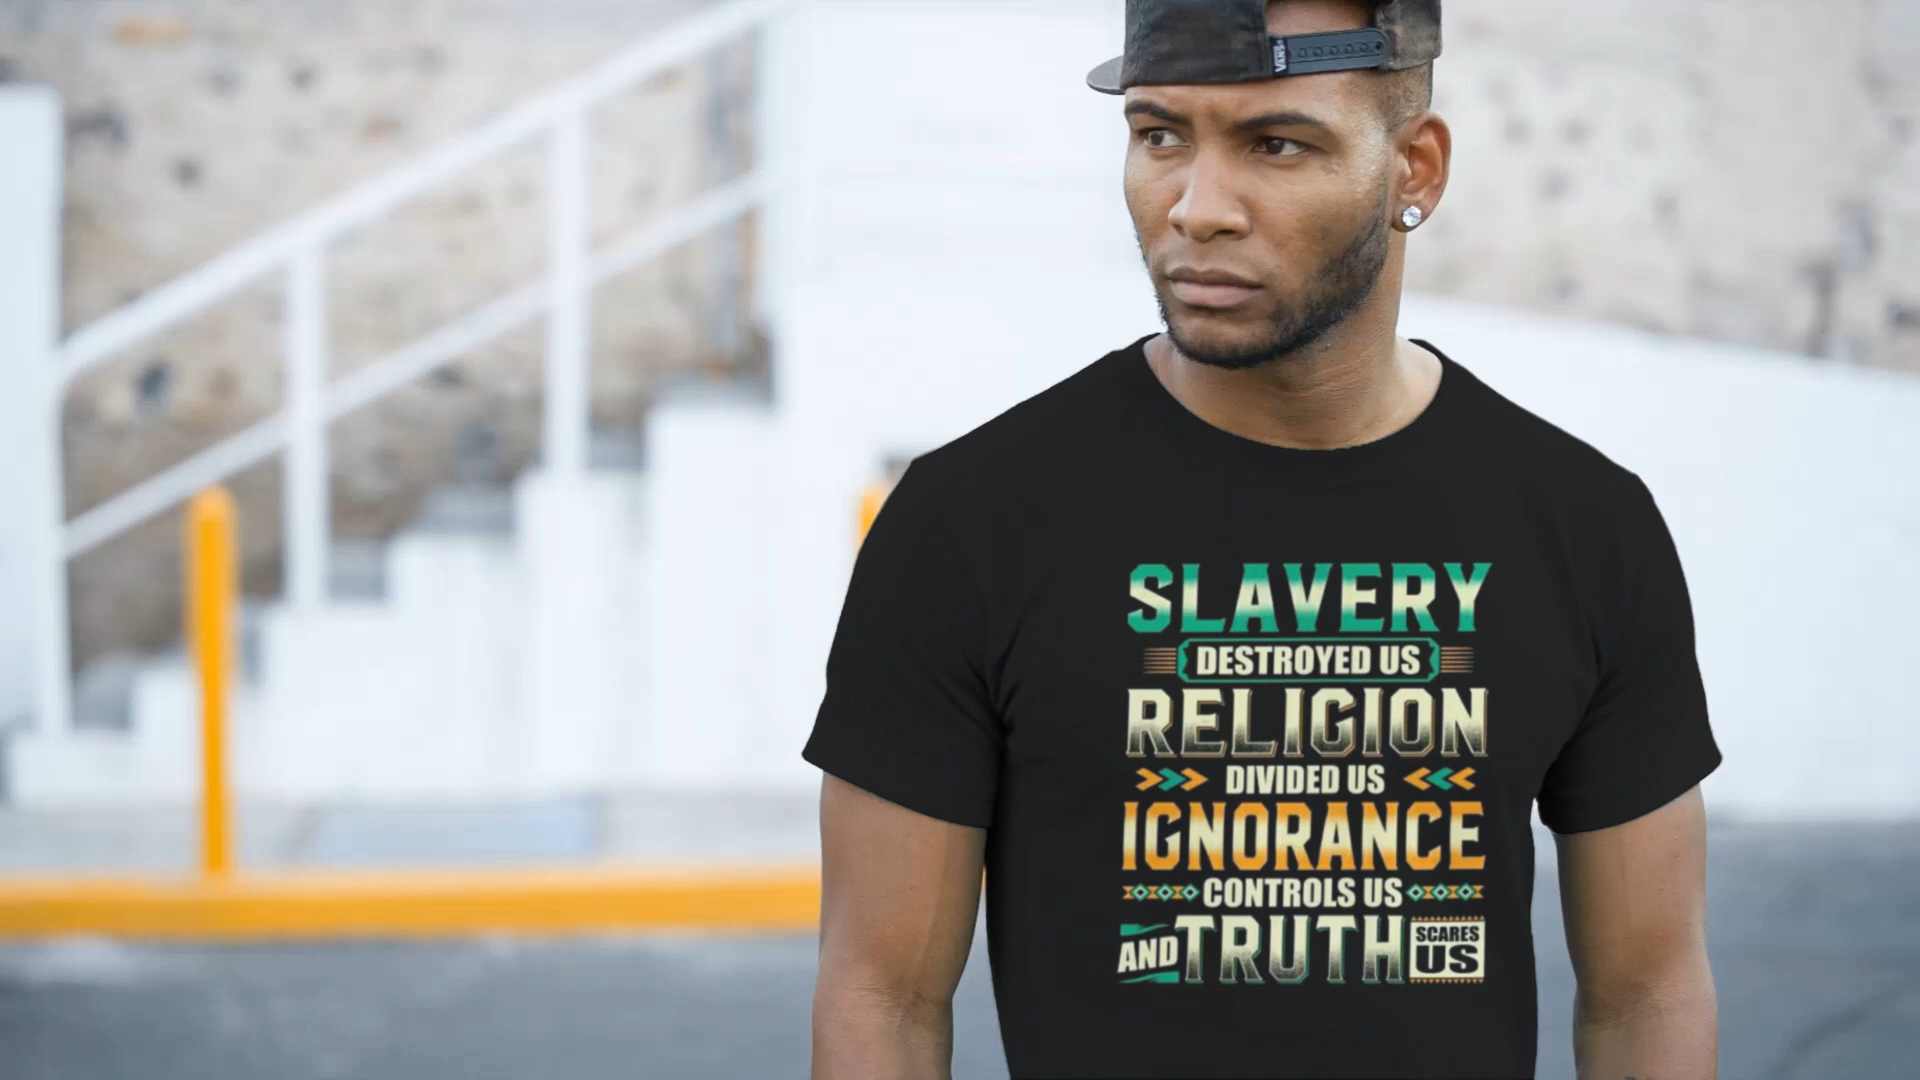 VANS
SLAVERY
DESTROYED US
RELIGION
DIVIDED US
IGNORANCE
CONTROLS US
AND TRUTH SCARES US